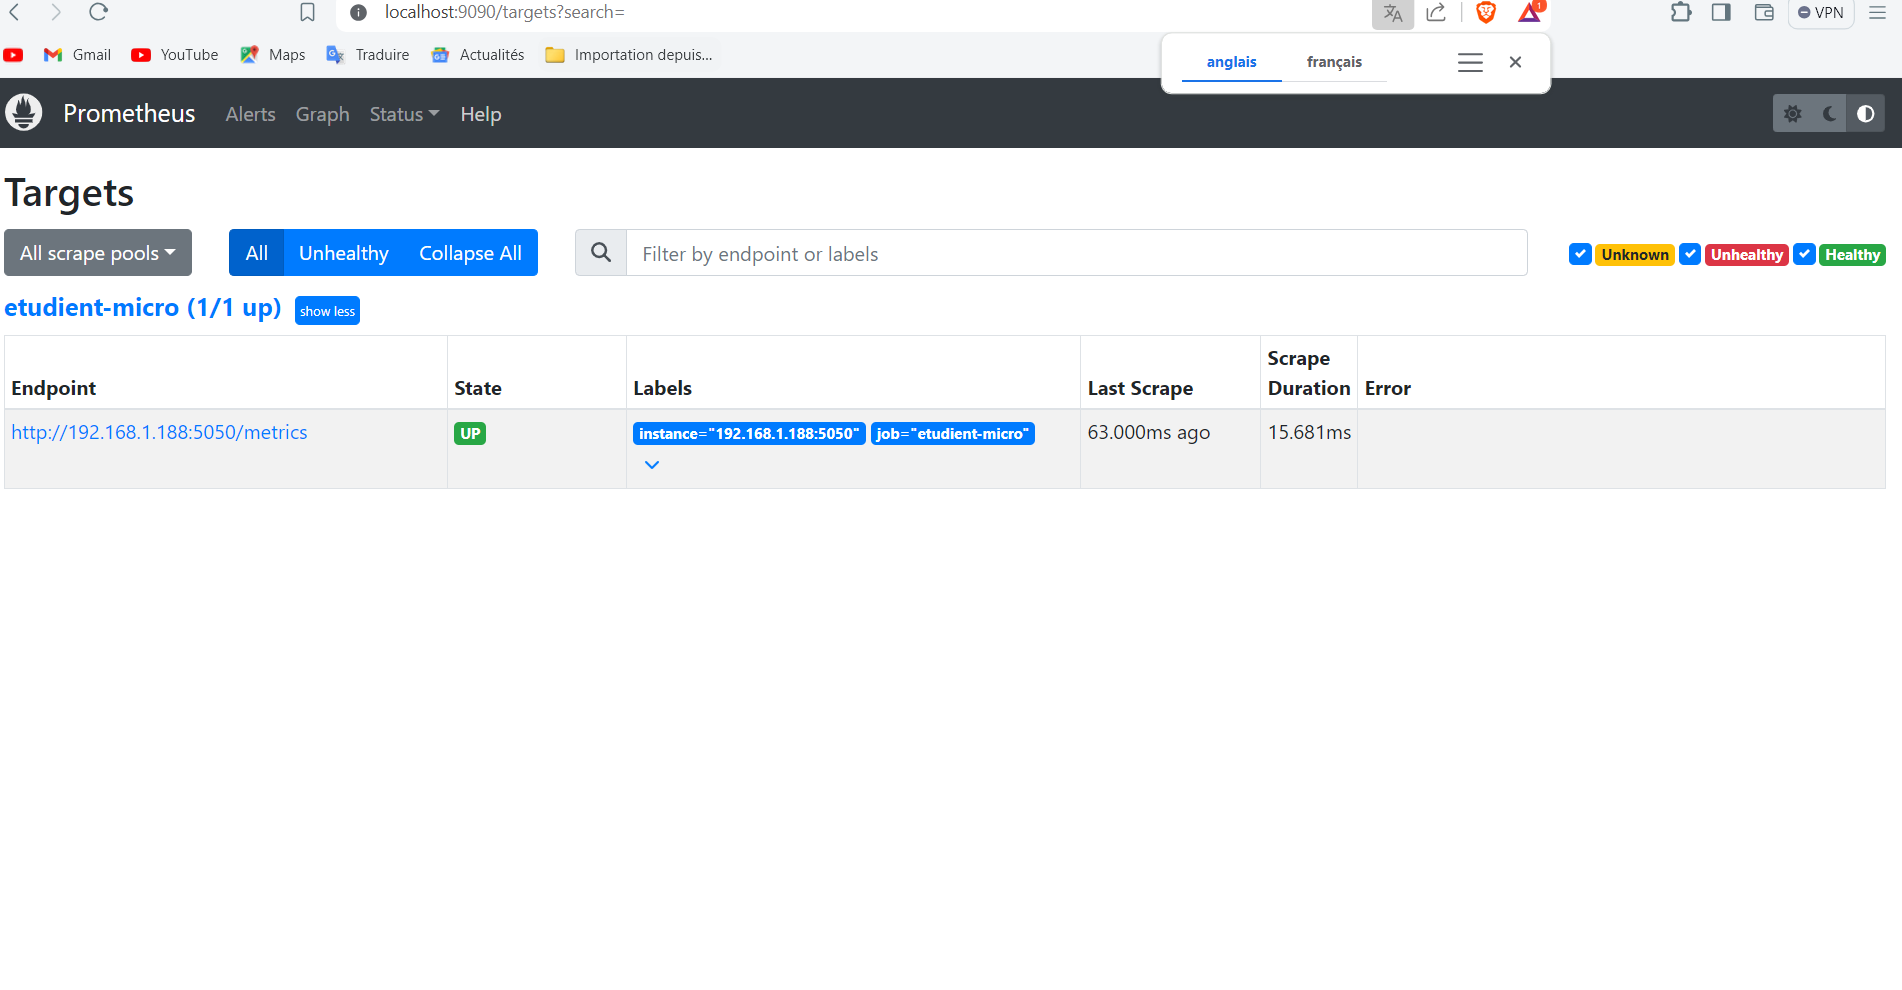 localhost:9090/targets?search=
1
VPN
Gmail YouTube Maps Traduire Actualités Importation depuis...
anglais français
Prometheus Alerts Graph Status Help
Targets
All scrape pools All Unhealthy Collapse All Filter by endpoint or labels Unknown Unhealthy Healthy
etudient-micro (1/1 up) show less
Endpoint State Labels Last Scrape Scrape Duration Error
http://192.168.1.188:5050/metrics UP instance="192.168.1.188:5050" job="etudient-micro" 63.000ms ago 15.681ms